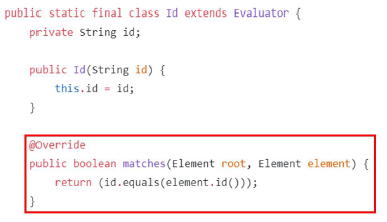 public static final class Id extends Evaluator {
private String id;
public Id(String id) {
this.id = id;
}
@Override
public boolean matches(Element root, Element element) {
return (id.equals(element.id()));
}